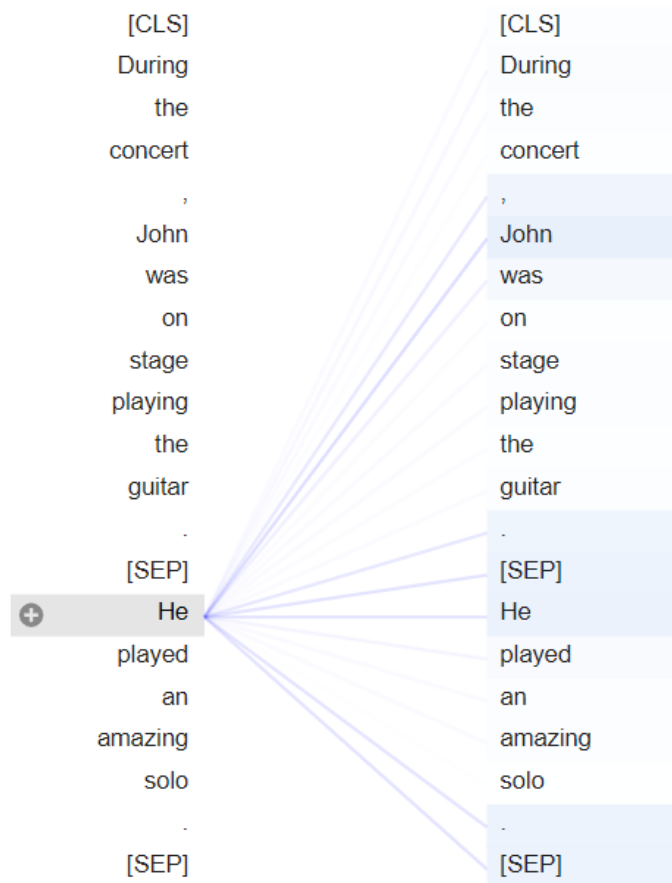 [CLS] [CLS]
During During
the the
concert concert
, ,
John John
was was
on on
stage stage
playing playing
the the
guitar guitar
. .
[SEP] [SEP]
He He
played played
an an
amazing amazing
solo solo
. .
[SEP] [SEP]